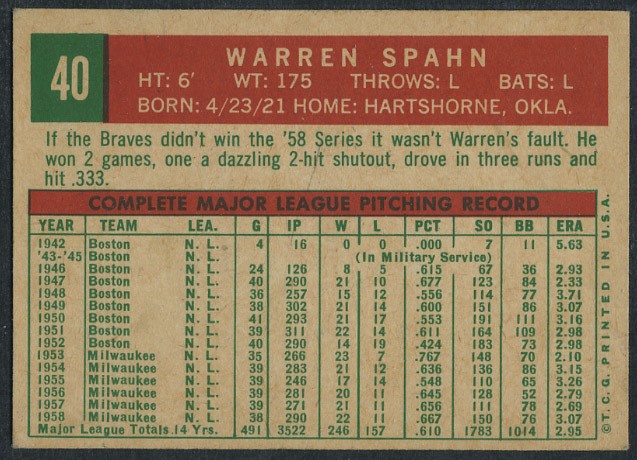 40
WARREN SPAHN
HT: 6' WT: 175 THROWS: L BATS: L
BORN: 4/23/21 HOME: HARTSHORNE, OKLA.
If the Braves didn't win the '58 Series it wasn't Warren's fault. He
won 2 games, one a dazzling 2-hit shutout, drove in three runs and
hit .333.
COMPLETE MAJOR LEAGUE PITCHING RECORD
YEAR TEAM LEA. G IP W L PCT SO BB ERA
1942 Boston N. L. 4 16 0 0 .000 7 11 5.63
'43-'45 Boston N. L. (In Military Service)
1946 Boston N. L. 24 126 8 5 .615 67 36 2.93
1947 Boston N. L. 40 290 21 10 .677 123 84 2.33
1948 Boston N. L. 36 257 15 12 .556 114 77 3.71
1949 Boston N. L. 38 302 21 14 .600 151 86 3.07
1950 Boston N. L. 41 293 21 17 .553 191 111 3.16
1951 Boston N. L. 39 311 22 14 .611 164 109 2.98
1952 Boston N. L. 40 290 14 19 .424 183 73 2.98
1953 Milwaukee N. L. 35 266 23 7 .767 148 70 2.10
1954 Milwaukee N. L. 39 283 21 12 .636 136 86 3.15
1955 Milwaukee N. L. 39 246 17 14 .548 110 65 3.26
1956 Milwaukee N. L. 39 281 20 11 .645 128 52 2.79
1957 Milwaukee N. L. 39 271 21 11 .656 111 78 2.69
1958 Milwaukee N. L. 38 290 22 11 .667 150 76 3.07
Major League Totals 14 Yrs. 491 3522 246 157 .610 1783 1014 2.95
© T. C. G. PRINTED IN U. S. A.